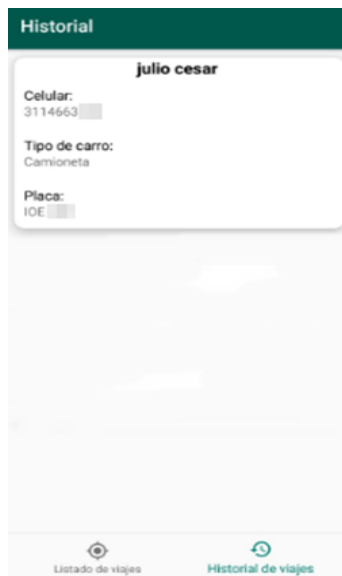 Historial
julio cesar
Celular:
3114663
Tipo de carro:
Camioneta
Placa:
IOE
Listado de viajes
Historial de viajes